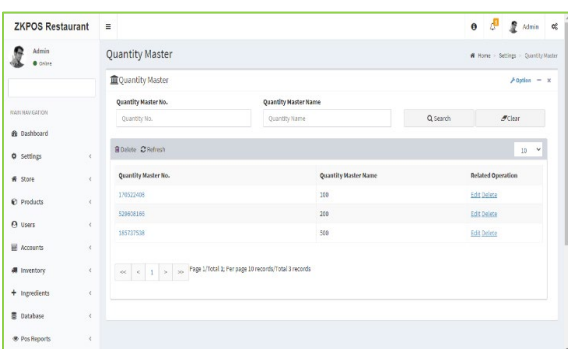 ZKPOS Restaurant
Admin
Admin
Online
MAIN NAVIGATION
Dashboard
Settings
Store
Products
Users
Accounts
Inventory
Ingredients
Database
Pos Reports
Quantity Master
Home > Settings > Quantity Master
Quantity Master
Option
Quantity Master No.
Quantity Master Name
Quantity No.
Quantity Name
Search
Clear
Delete Refresh
10
Quantity Master No. Quantity Master Name Related Operation
100 Edit Delete
200 Edit Delete
500 Edit Delete
<< < 1 > >> Page 1/Total 1; Per page 10 records/Total 3 records